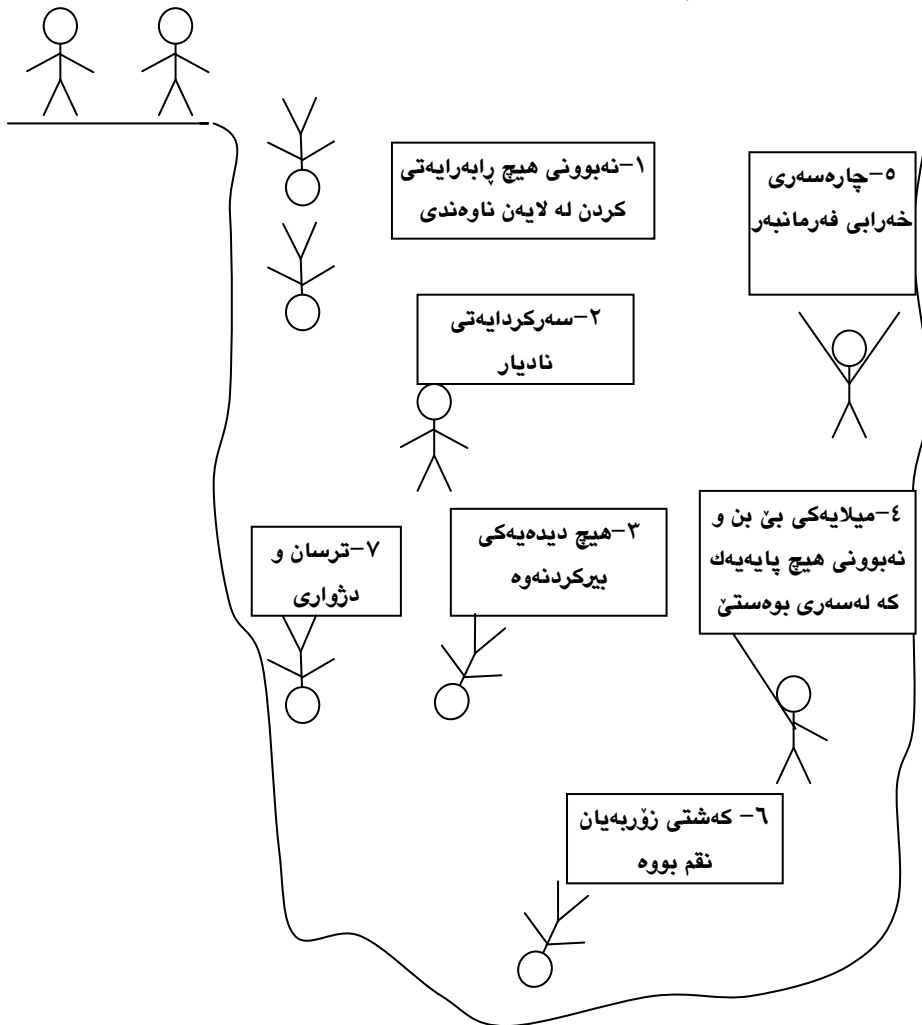 ١-نەبوونی هیچ ڕابەرایەتی
کردن لە لایەن ناوەندی
٢-سەرکردایەتی
نادیار
٣-هیچ دیدەیەکی
بیرکردنەوە
٤-میلایەکی بێ بن و
نەبوونی هیچ پایەیەك
کە لەسەری بوەستێ
٥-چارەسەری
خەرابی فەرمانبەر
٦- کەشتی زۆربەیان
نقم بووە
٧-ترسان و
دژواری